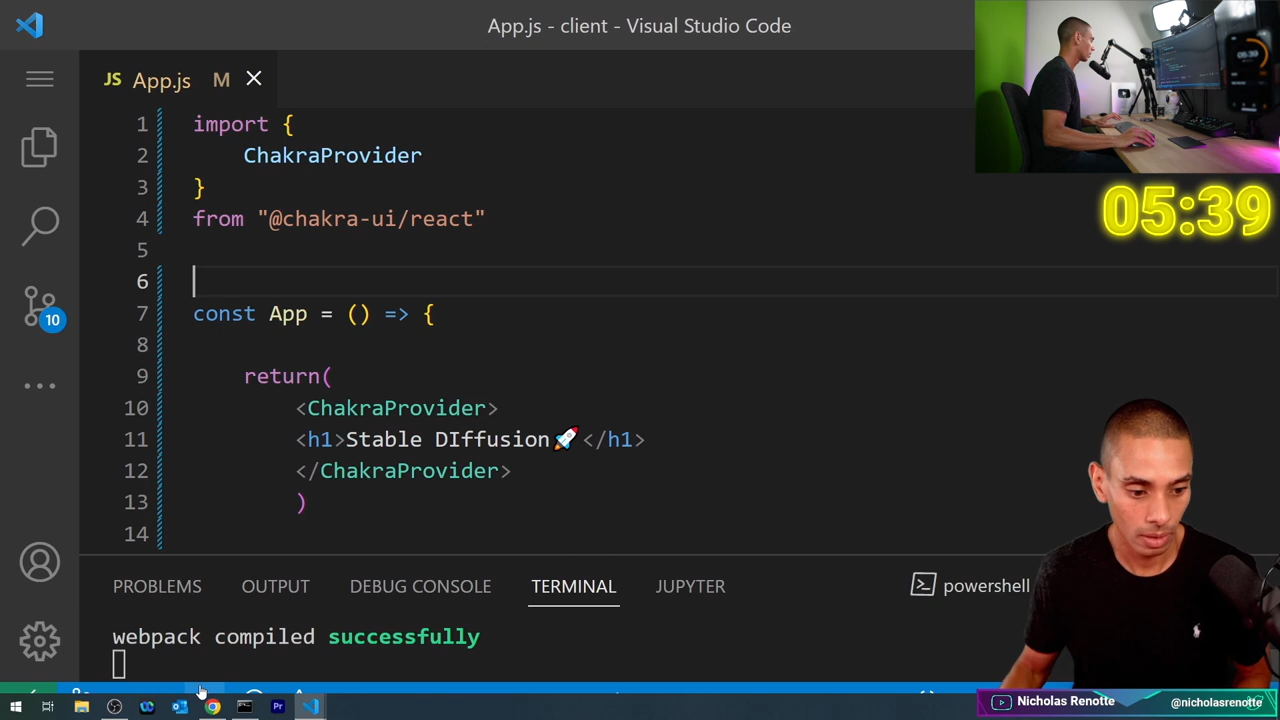 App.js - client - Visual Studio Code
JS App.js M
1 import {
2 ChakraProvider
3 }
4 from "@chakra-ui/react"
5
6
7 const App = () => {
8
9 return(
10 <ChakraProvider>
11 <h1>Stable DIffusion🚀</h1>
12 </ChakraProvider>
13 )
14
05:39
10
PROBLEMS OUTPUT DEBUG CONSOLE TERMINAL JUPYTER powershell
webpack compiled successfully
Pr
Nicholas Renotte @nicholasrenotte